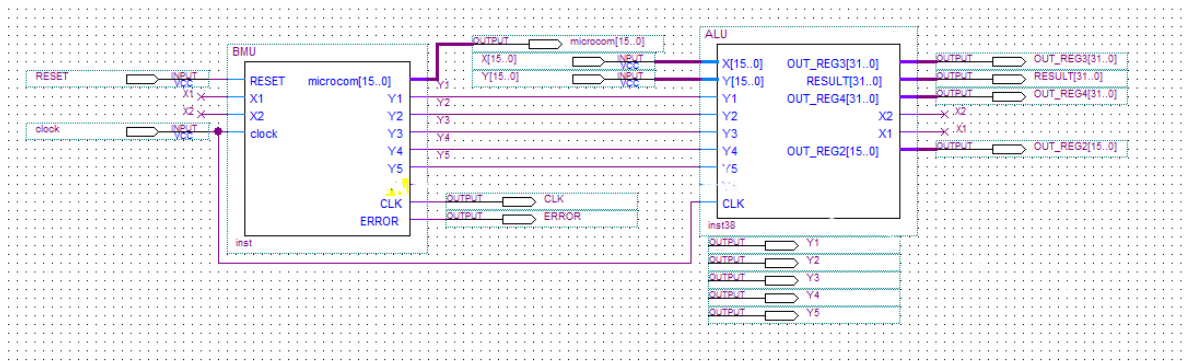 BMU
RESET
INPUT
VCC
RESET
X1
X1
X2
X2
clock
INPUT
VCC
clock
microcom[15..0]
Y1
Y2
Y3
Y4
Y5
CLK
ERROR
inst
OUTPUT
microcom[15..0]
X[15..0]
INPUT
VCC
Y[15..0]
INPUT
VCC
Y1
Y2
Y3
Y4
Y5
OUTPUT
CLK
OUTPUT
ERROR
ALU
X[15..0]
Y[15..0]
Y1
Y2
Y3
Y4
Y5
CLK
OUT_REG3[31..0]
RESULT[31..0]
OUT_REG4[31..0]
X2
X1
OUT_REG2[15..0]
inst38
OUTPUT
OUT_REG3[31..0]
OUTPUT
RESULT[31..0]
OUTPUT
OUT_REG4[31..0]
X2
X1
OUTPUT
OUT_REG2[15..0]
OUTPUT
Y1
OUTPUT
Y2
OUTPUT
Y3
OUTPUT
Y4
OUTPUT
Y5